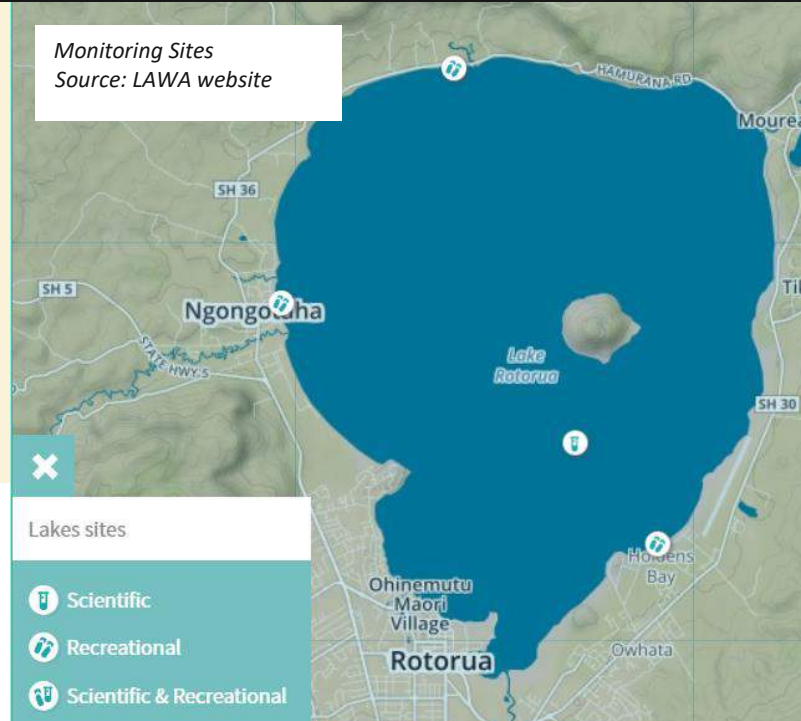 Monitoring Sites
Source: LAWA website
HAMURANA RD
SH 36
SH 5
Ngongotaha
STATE HWY 5
Lake
Rotorua
SH 30
Lakes sites
Scientific
Recreational
Scientific & Recreational
Holdens
Bay
Ohinemutu
Maori
Village
Owhata
Rotorua